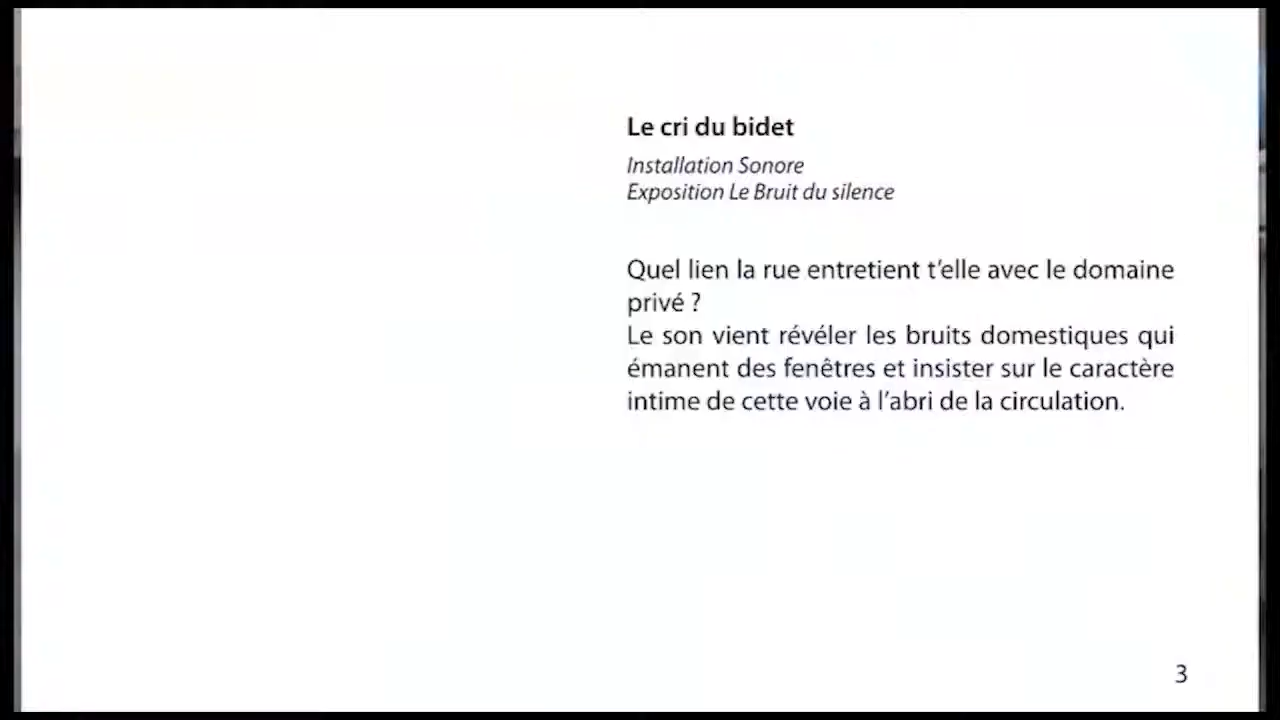 Le cri du bidet
Installation Sonore
Exposition Le Bruit du silence
Quel lien la rue entretient t’elle avec le domaine
privé ?
Le son vient révéler les bruits domestiques qui
émanent des fenêtres et insister sur le caractère
intime de cette voie à l’abri de la circulation.
3